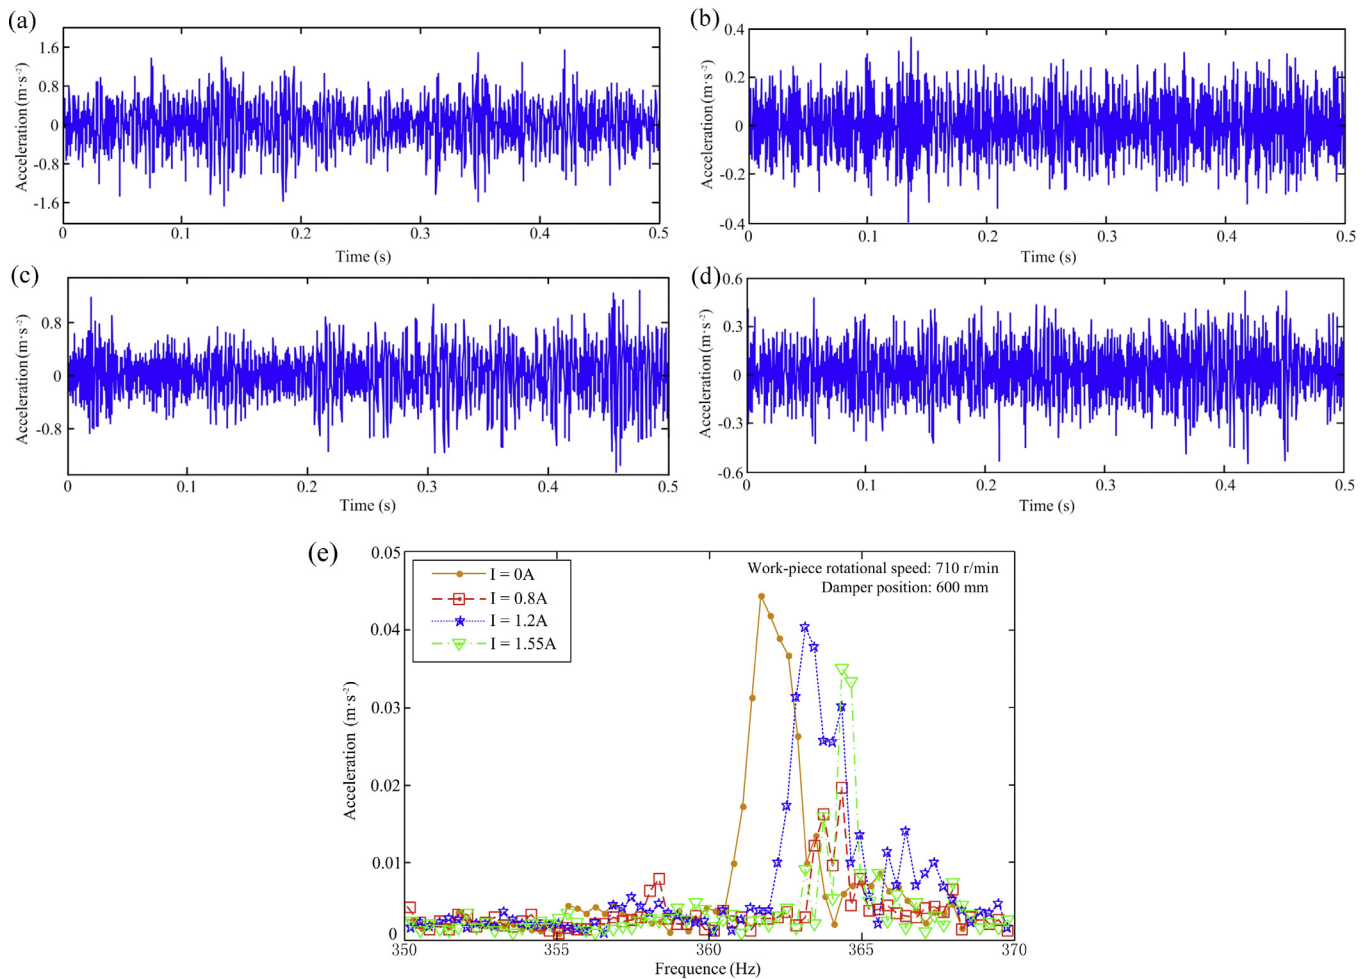 (a)
1.6
0.8
0
-0.8
-1.6
Acceleration (m·s⁻²)
0 0.1 0.2 0.3 0.4 0.5
Time (s)
(b)
0.4
0.2
0
-0.2
-0.4
Acceleration (m·s⁻²)
0 0.1 0.2 0.3 0.4 0.5
Time (s)
(c)
0.8
0
-0.8
Acceleration (m·s⁻²)
0 0.1 0.2 0.3 0.4 0.5
Time (s)
(d)
0.6
0.3
0
-0.3
-0.6
Acceleration (m·s⁻²)
0 0.1 0.2 0.3 0.4 0.5
Time (s)
(e)
0.05
0.04
0.03
0.02
0.01
0
Acceleration (m·s⁻²)
I = 0A
I = 0.8A
I = 1.2A
I = 1.55A
Work-piece rotational speed: 710 r/min
Damper position: 600 mm
350 355 360 365 370
Frequence (Hz)